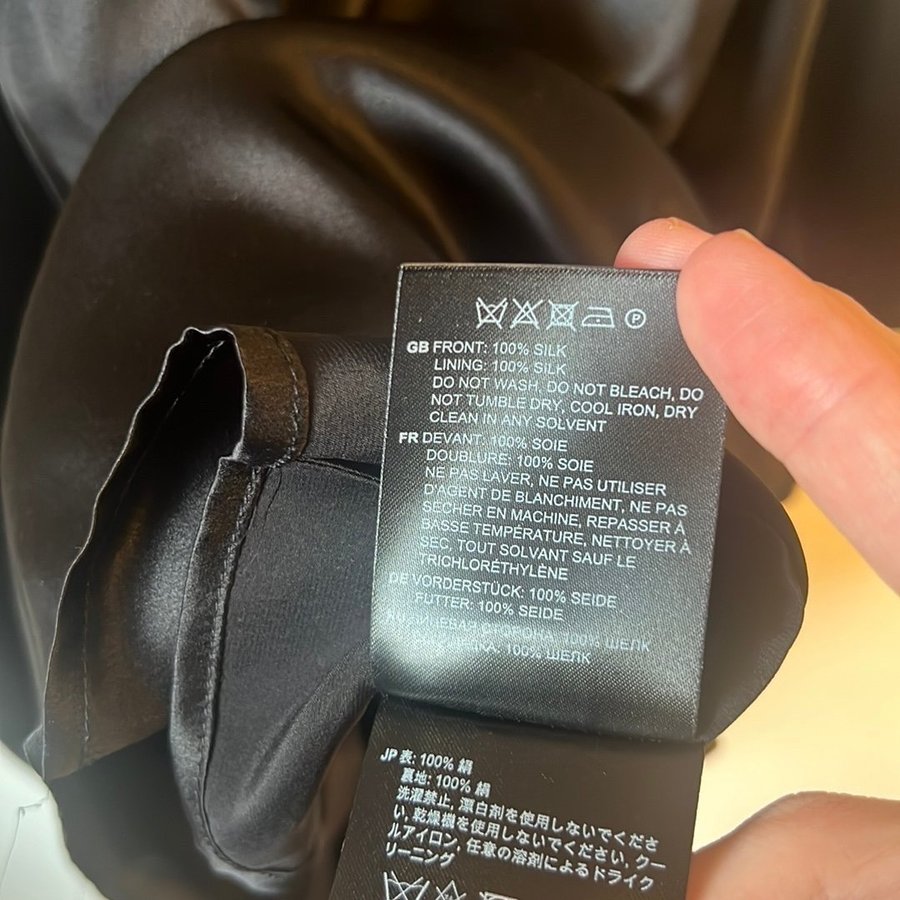 P
GB FRONT: 100% SILK
LINING: 100% SILK
DO NOT WASH, DO NOT BLEACH, DO
NOT TUMBLE DRY, COOL IRON, DRY
CLEAN IN ANY SOLVENT
FR DEVANT: 100% SOIE
DOUBLURE: 100% SOIE
NE PAS LAVER, NE PAS UTILISER
D'AGENT DE BLANCHIMENT, NE PAS
SÉCHER EN MACHINE, REPASSER À
BASSE TEMPÉRATURE, NETTOYER À
SEC, TOUT SOLVANT SAUF LE
TRICHLORÉTHYLÈNE
DE VORDERSTÜCK: 100% SEIDE
FUTTER: 100% SEIDE
СТОРОНА: 100% ШЕЛК
100% ШЕЛК
JP 表: 100% 絹
裏地: 100% 絹
洗濯禁止, 漂白剤を使用しないでくださ
い, 乾燥機を使用しないでください, クー
ルアイロン, 任意の溶剤によるドライク
リーニング